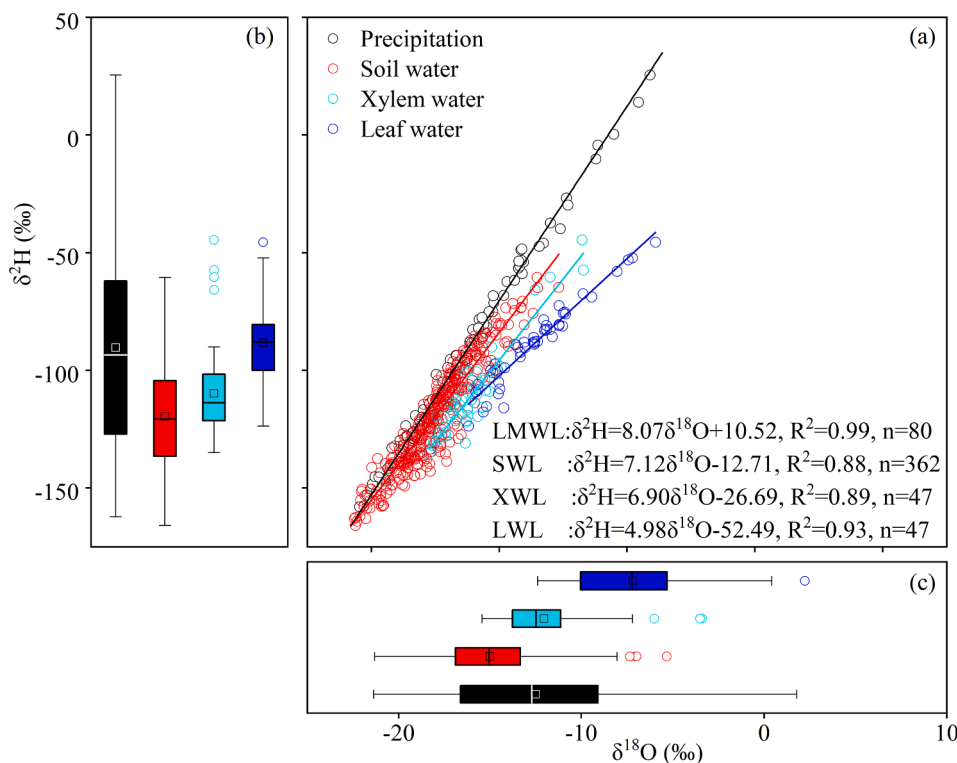 50
0
-50
-100
-150
δ²H (‰)
(b)
(a)
Precipitation
Soil water
Xylem water
Leaf water
LMWL:δ²H=8.07δ¹⁸O+10.52, R²=0.99, n=80
SWL :δ²H=7.12δ¹⁸O-12.71, R²=0.88, n=362
XWL :δ²H=6.90δ¹⁸O-26.69, R²=0.89, n=47
LWL :δ²H=4.98δ¹⁸O-52.49, R²=0.93, n=47
(c)
-20 -10 0 10
δ¹⁸O (‰)